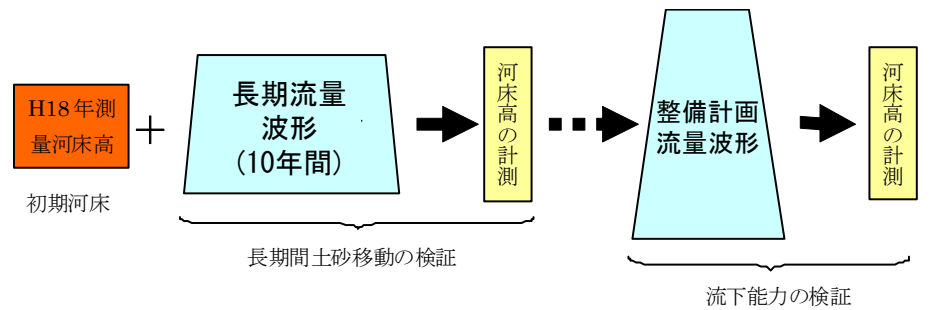 H18年測
量河床高
初期河床
+
長期流量
波形
(10年間)
河床高の計測
長期間土砂移動の検証
整備計画
流量波形
河床高の計測
流下能力の検証